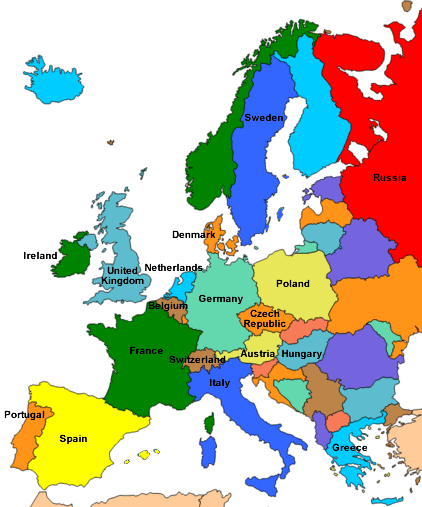 Sweden
Russia
Denmark
Ireland
Netherlands
United
Kingdom
Poland
Germany
Belgium
Czech
Republic
France
Austria
Hungary
Switzerland
Italy
Portugal
Spain
Greece